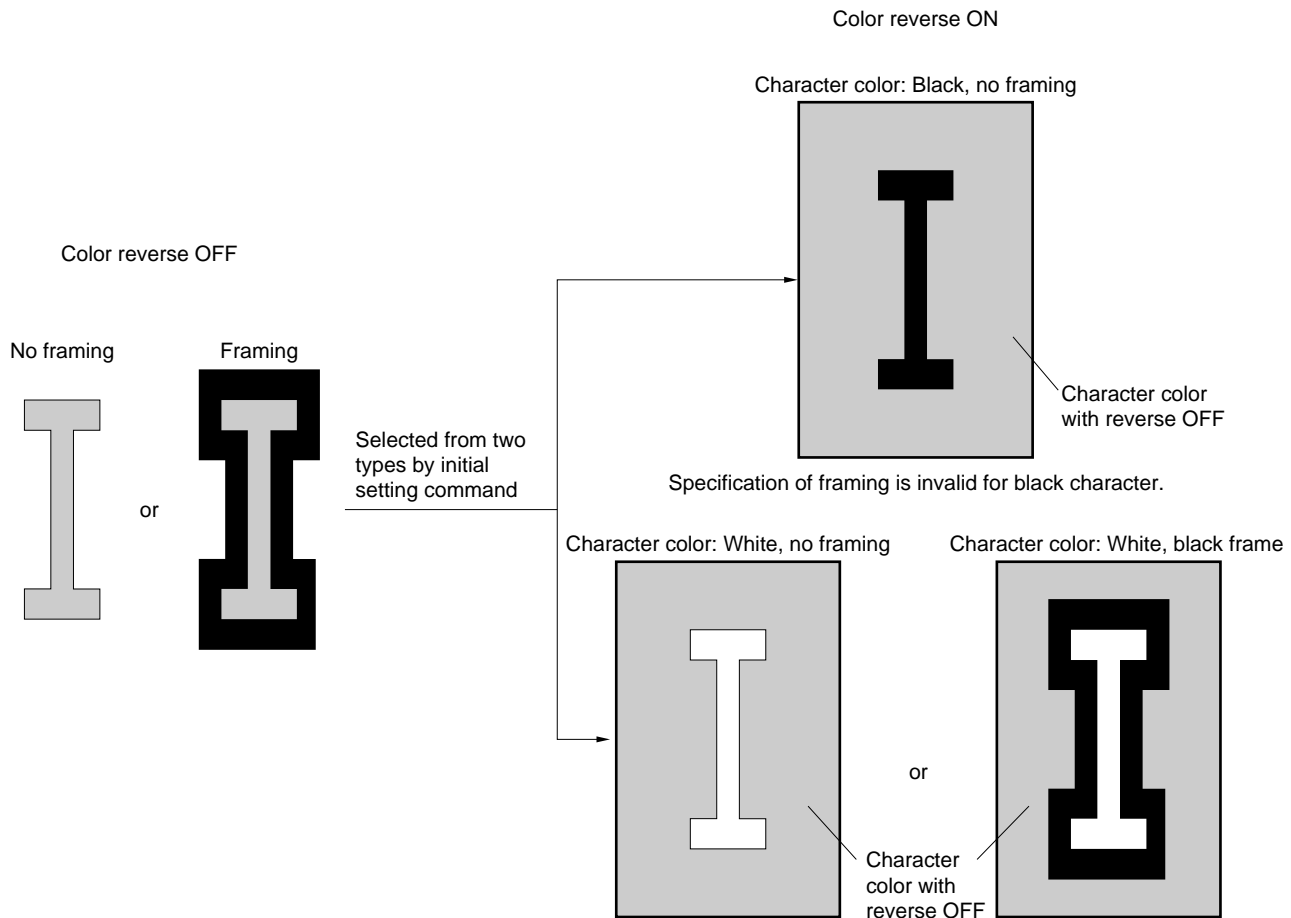 Color reverse ON
Character color: Black, no framing
Color reverse OFF
No framing
Framing
Character color
with reverse OFF
Selected from two
types by initial
setting command
or
Specification of framing is invalid for black character.
Character color: White, no framing
Character color: White, black frame
or
Character
color with
reverse OFF